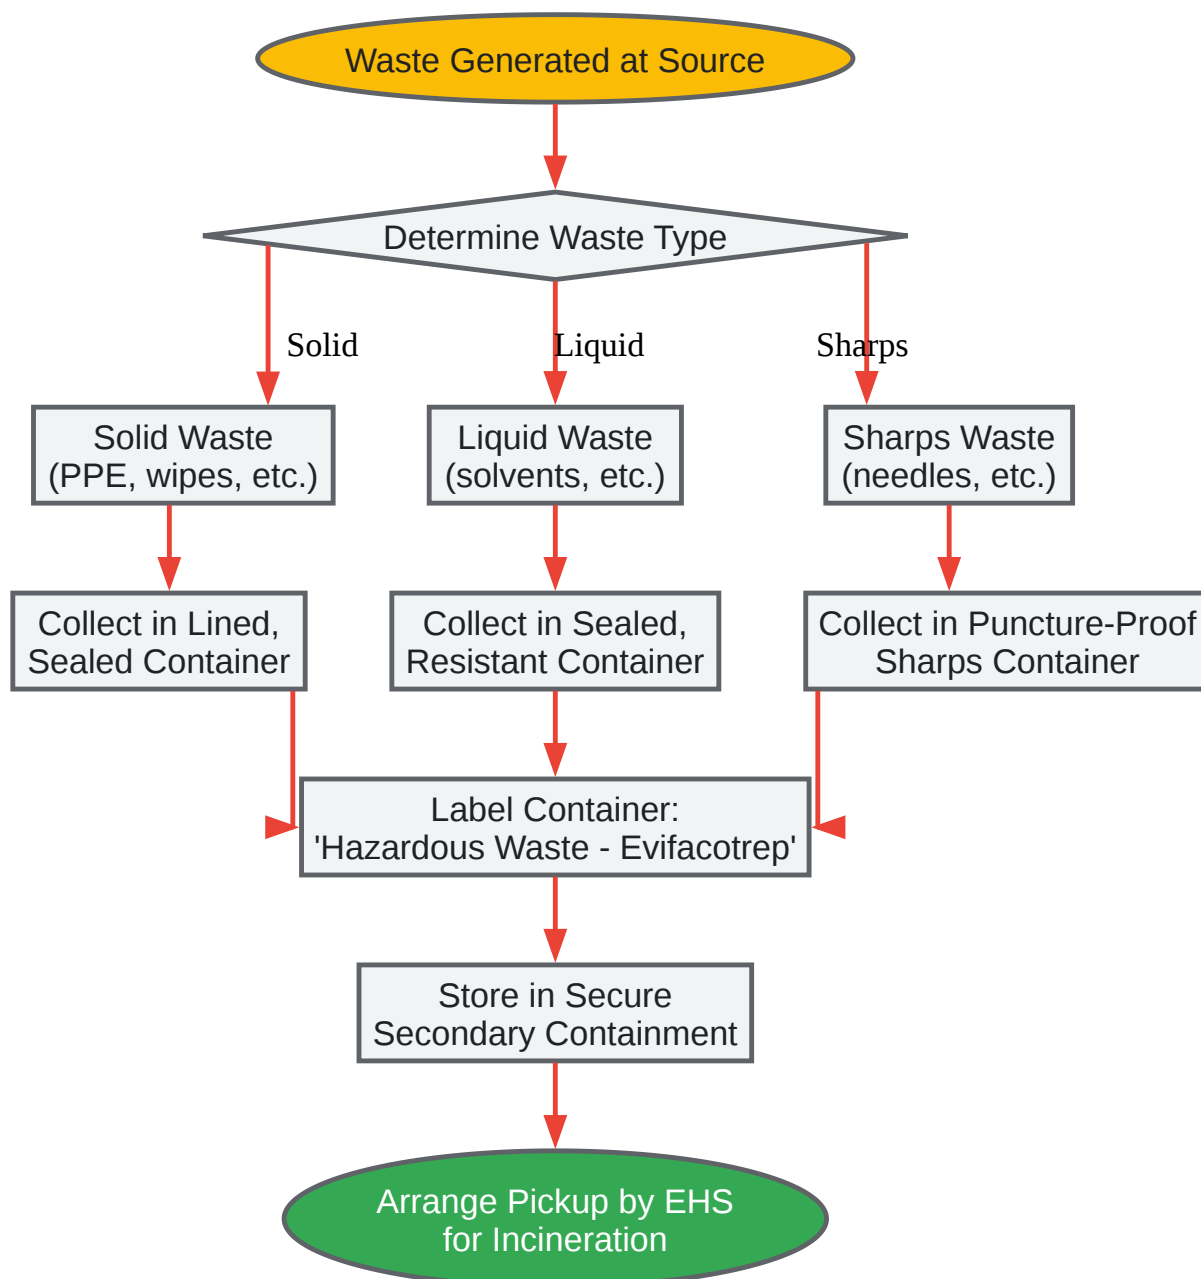 Waste Generated at Source
Determine Waste Type
Solid
Liquid
Sharps
Solid Waste
(PPE, wipes, etc.)
Liquid Waste
(solvents, etc.)
Sharps Waste
(needles, etc.)
Collect in Lined,
Sealed Container
Collect in Sealed,
Resistant Container
Collect in Puncture-Proof
Sharps Container
Label Container:
'Hazardous Waste - Evifacotrep'
Store in Secure
Secondary Containment
Arrange Pickup by EHS
for Incineration